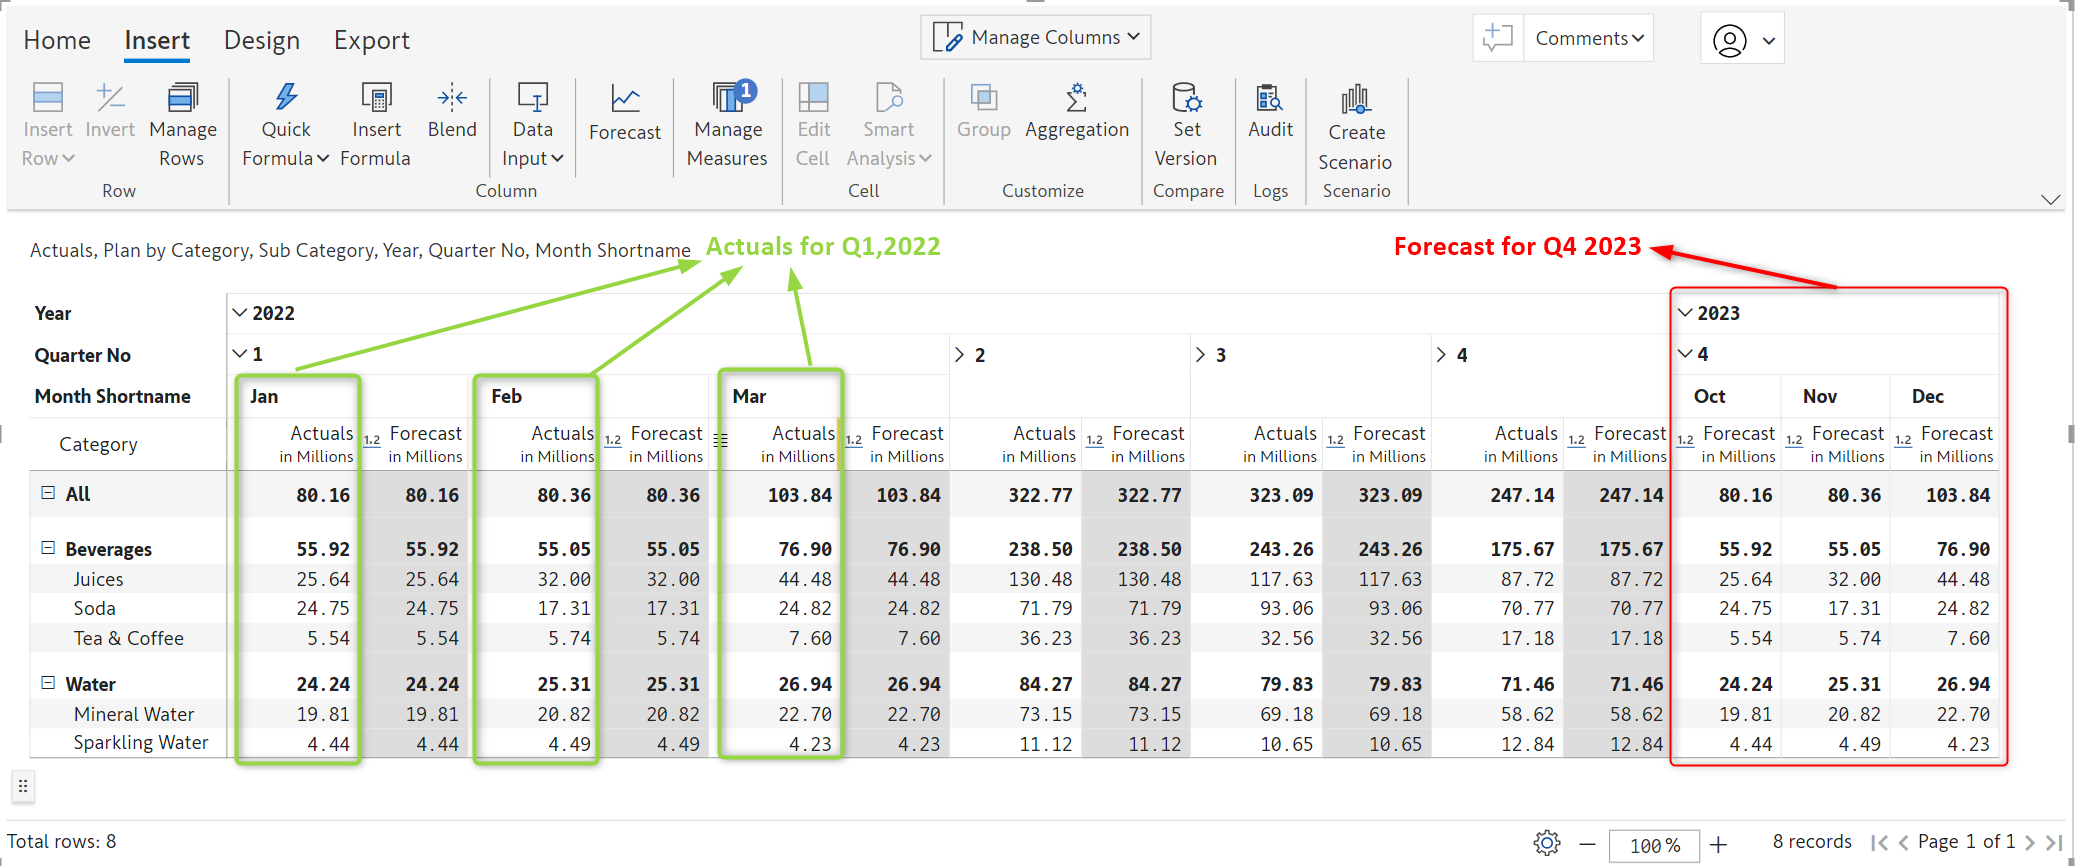 Home Insert Design Export Manage Columns Comments
1
Insert Row Invert Manage Rows Quick Formula Insert Formula Blend Data Input Forecast Manage Measures Edit Cell Smart Analysis Group Aggregation Set Version Audit Create Scenario
Row Column Cell Customize Compare Logs Scenario
Actuals, Plan by Category, Sub Category, Year, Quarter No, Month Shortname Actuals for Q1,2022 Forecast for Q4 2023
Year 2022 2023
Quarter No 1 2 3 4 4
Month Shortname Jan Feb Mar Oct Nov Dec
Category Actuals 1.2 Forecast Actuals 1.2 Forecast Actuals 1.2 Forecast Actuals 1.2 Forecast Actuals 1.2 Forecast Actuals 1.2 Forecast 1.2 Forecast 1.2 Forecast 1.2 Forecast
in Millions in Millions in Millions in Millions in Millions in Millions in Millions in Millions in Millions in Millions in Millions in Millions in Millions in Millions in Millions
All 80.16 80.16 80.36 80.36 103.84 103.84 322.77 322.77 323.09 323.09 247.14 247.14 80.16 80.36 103.84
Beverages 55.92 55.92 55.05 55.05 76.90 76.90 238.50 238.50 243.26 243.26 175.67 175.67 55.92 55.05 76.90
Juices 25.64 25.64 32.00 32.00 44.48 44.48 130.48 130.48 117.63 117.63 87.72 87.72 25.64 32.00 44.48
Soda 24.75 24.75 17.31 17.31 24.82 24.82 71.79 71.79 93.06 93.06 70.77 70.77 24.75 17.31 24.82
Tea & Coffee 5.54 5.54 5.74 5.74 7.60 7.60 36.23 36.23 32.56 32.56 17.18 17.18 5.54 5.74 7.60
Water 24.24 24.24 25.31 25.31 26.94 26.94 84.27 84.27 79.83 79.83 71.46 71.46 24.24 25.31 26.94
Mineral Water 19.81 19.81 20.82 20.82 22.70 22.70 73.15 73.15 69.18 69.18 58.62 58.62 19.81 20.82 22.70
Sparkling Water 4.44 4.44 4.49 4.49 4.23 4.23 11.12 11.12 10.65 10.65 12.84 12.84 4.44 4.49 4.23
Total rows: 8 100 % 8 records Page 1 of 1